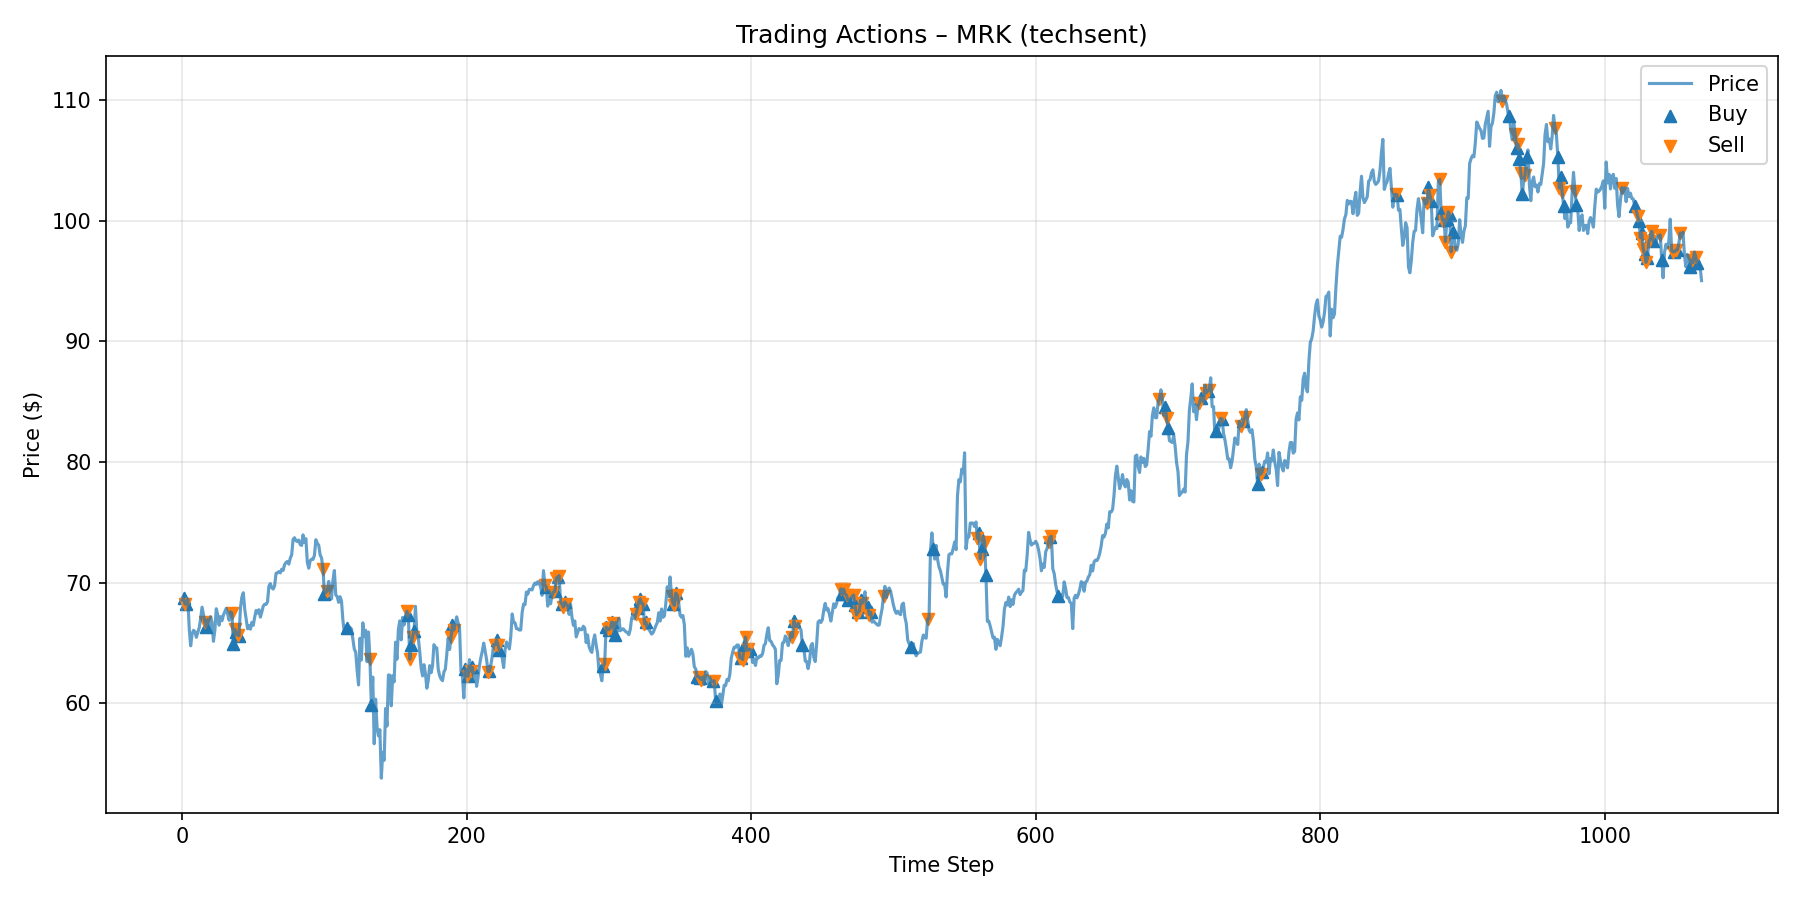 Trading Actions – MRK (techsent)
Price ($)
110
100
90
80
70
60
0 200 400 600 800 1000
Time Step
Price
Buy
Sell